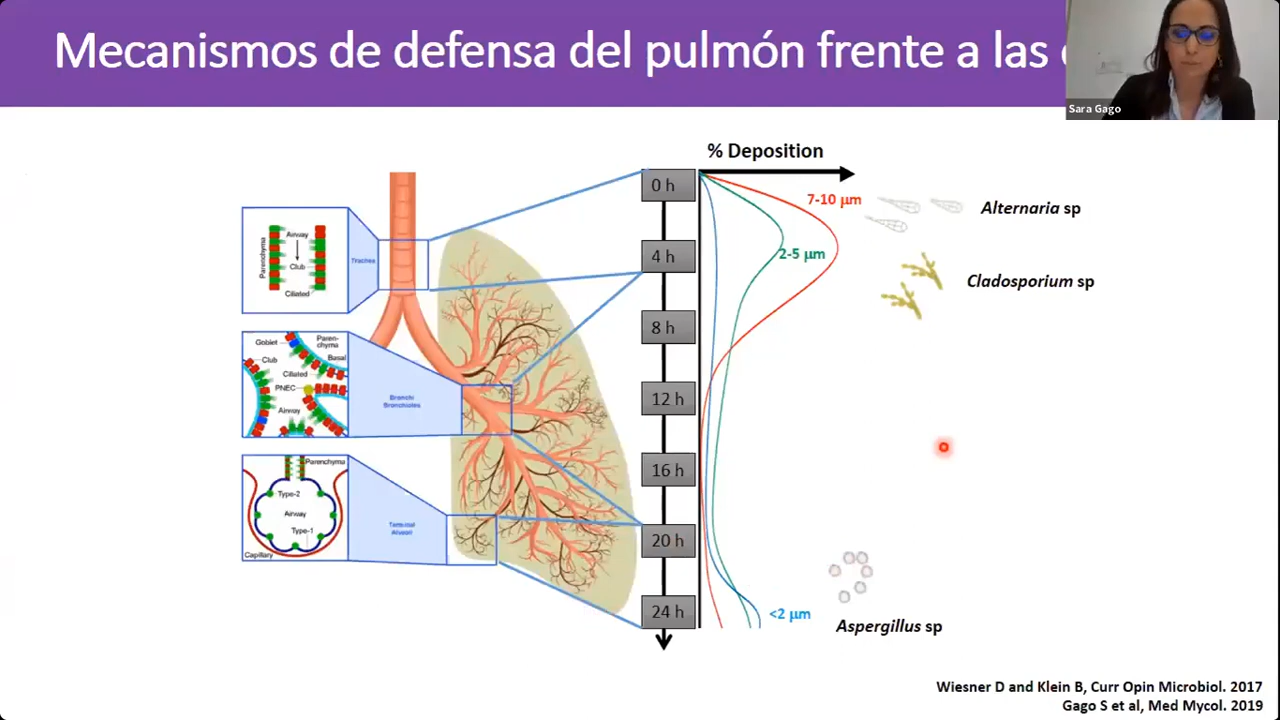 Mecanismos de defensa del pulmón frente a las
Sara Gago
% Deposition
0 h
4 h
8 h
12 h
16 h
20 h
24 h
7-10 µm
2-5 µm
<2 µm
Alternaria sp
Cladosporium sp
Aspergillus sp
Parenchyma
Airway
Club
Ciliated
Trachea
Goblet
Club
Paren-
chyma
Basal
Ciliated
PNEC
Airway
Bronchi
Bronchioles
Parenchyma
Type-2
Airway
Type-1
Capillary
Terminal
Alveoli
Wiesner D and Klein B, Curr Opin Microbiol. 2017
Gago S et al, Med Mycol. 2019